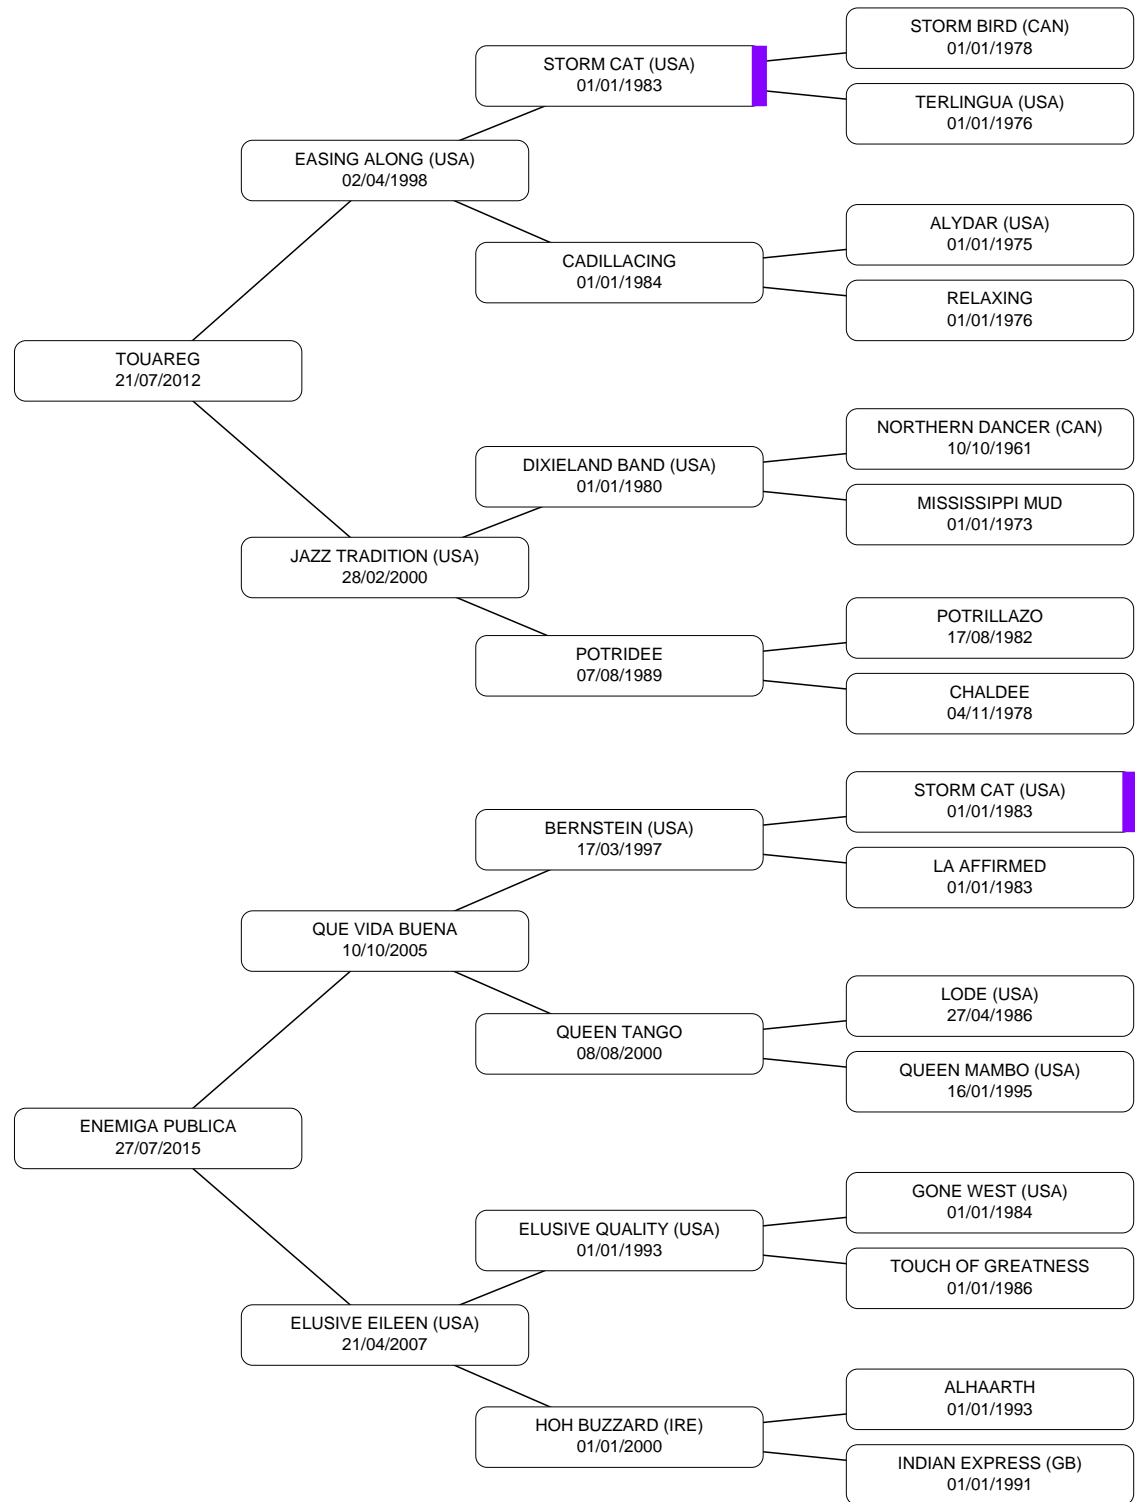 STORM BIRD (CAN)
01/01/1978
STORM CAT (USA)
01/01/1983
TERLINGUA (USA)
01/01/1976
EASING ALONG (USA)
02/04/1998
ALYDAR (USA)
01/01/1975
CADILLACING
01/01/1984
RELAXING
01/01/1976
TOUAREG
21/07/2012
NORTHERN DANCER (CAN)
10/10/1961
DIXIELAND BAND (USA)
01/01/1980
MISSISSIPPI MUD
01/01/1973
JAZZ TRADITION (USA)
28/02/2000
POTRILLAZO
17/08/1982
POTRIDEE
07/08/1989
CHALDEE
04/11/1978
STORM CAT (USA)
01/01/1983
BERNSTEIN (USA)
17/03/1997
LA AFFIRMED
01/01/1983
QUE VIDA BUENA
10/10/2005
LODE (USA)
27/04/1986
QUEEN TANGO
08/08/2000
QUEEN MAMBO (USA)
16/01/1995
ENEMIGA PUBLICA
27/07/2015
GONE WEST (USA)
01/01/1984
ELUSIVE QUALITY (USA)
01/01/1993
TOUCH OF GREATNESS
01/01/1986
ELUSIVE EILEEN (USA)
21/04/2007
ALHAARTH
01/01/1993
HOH BUZZARD (IRE)
01/01/2000
INDIAN EXPRESS (GB)
01/01/1991